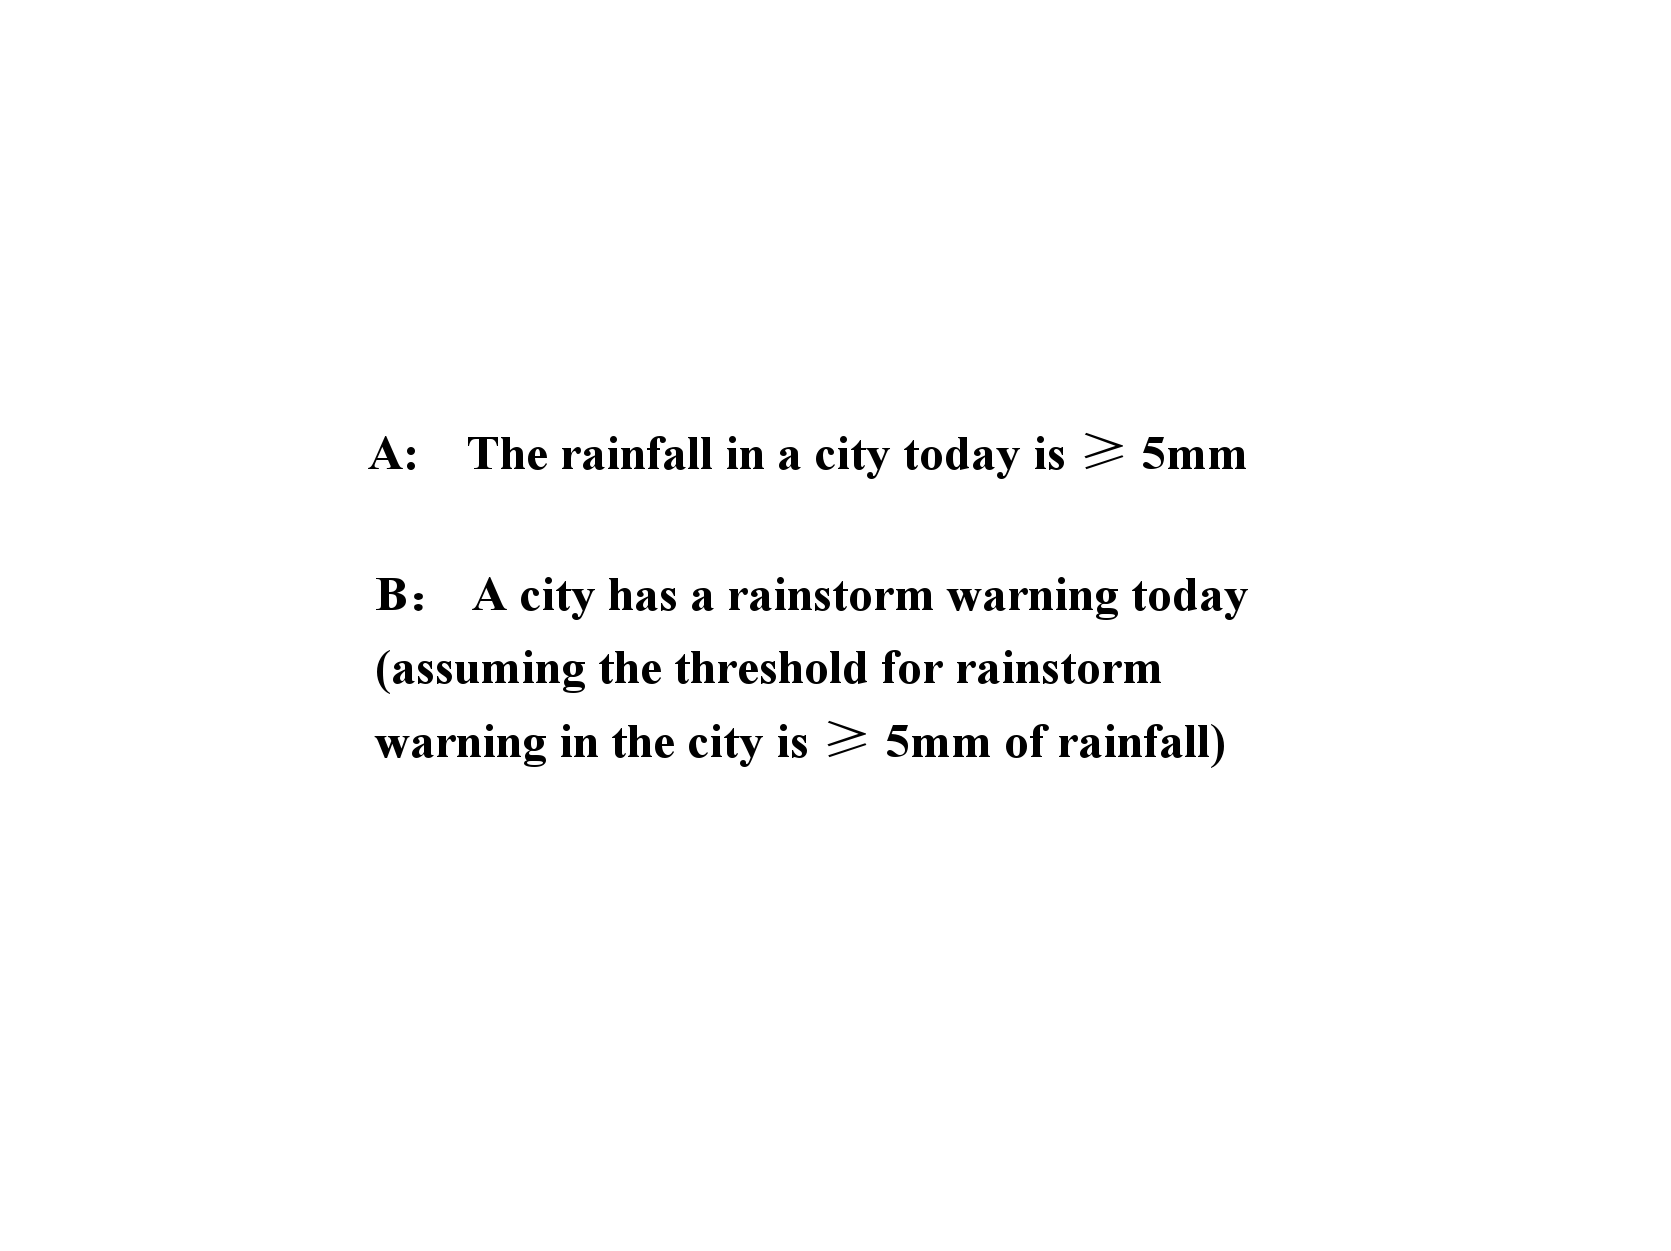 A: The rainfall in a city today is ⩾ 5mm
B： A city has a rainstorm warning today
(assuming the threshold for rainstorm
warning in the city is ⩾ 5mm of rainfall)